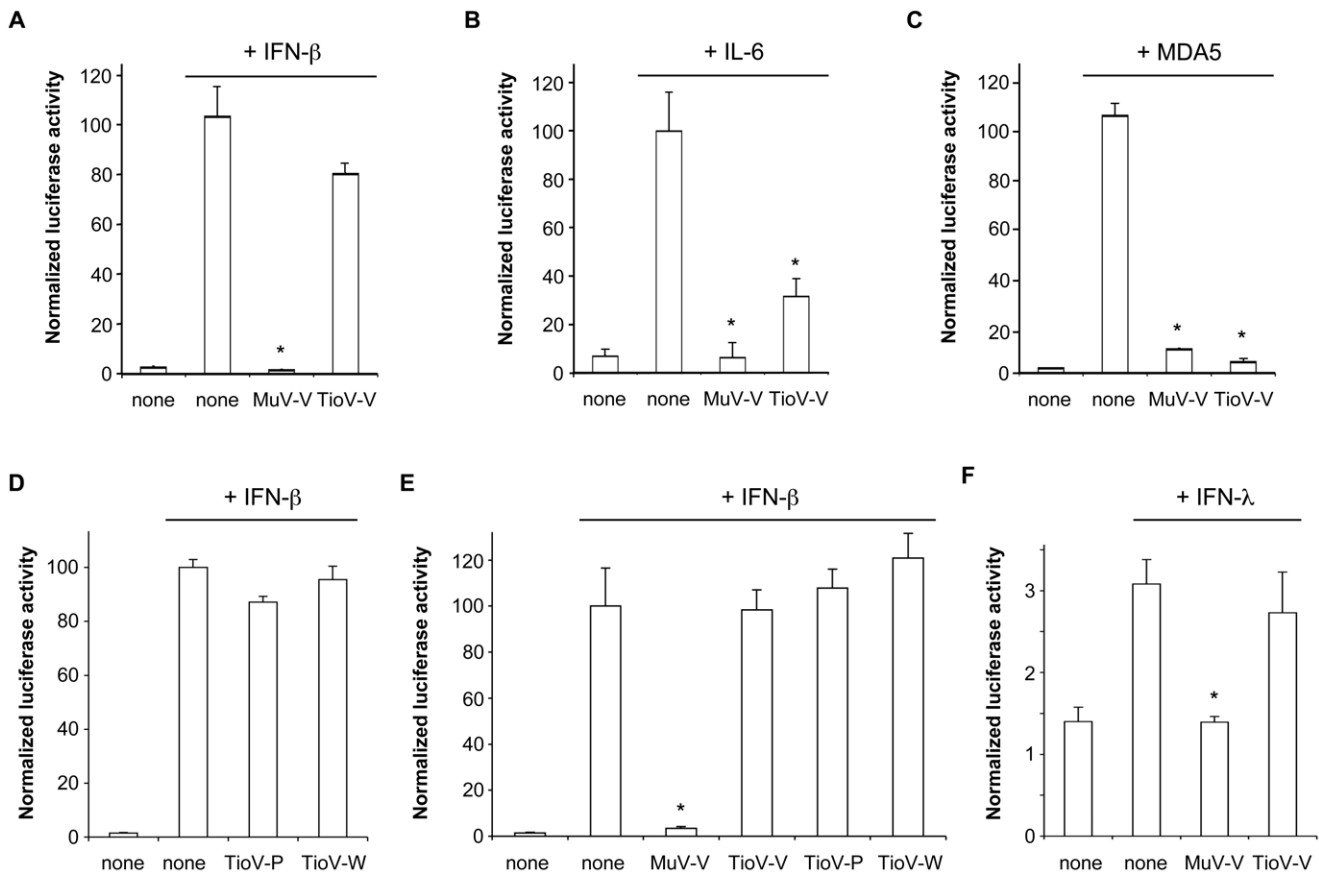 A
+ IFN-β
Normalized luciferase activity
120
100
80
60
40
20
0
*
none none MuV-V TioV-V
B
+ IL-6
Normalized luciferase activity
120
100
80
60
40
20
0
*
*
none none MuV-V TioV-V
C
+ MDA5
Normalized luciferase activity
120
100
80
60
40
20
0
*
*
none none MuV-V TioV-V
D
+ IFN-β
Normalized luciferase activity
100
80
60
40
20
0
none none TioV-P TioV-W
E
+ IFN-β
Normalized luciferase activity
120
100
80
60
40
20
0
*
none none MuV-V TioV-V TioV-P TioV-W
F
+ IFN-λ
Normalized luciferase activity
3
2
1
0
*
none none MuV-V TioV-V